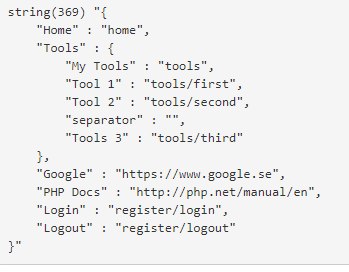 string(369) "{
    "Home" : "home",
    "Tools" : {
        "My Tools" : "tools",
        "Tool 1" : "tools/first",
        "Tool 2" : "tools/second",
        "separator" : "",
        "Tools 3" : "tools/third"
    },
    "Google" : "https://www.google.se",
    "PHP Docs" : "http://php.net/manual/en",
    "Login" : "register/login",
    "Logout" : "register/logout"
}"